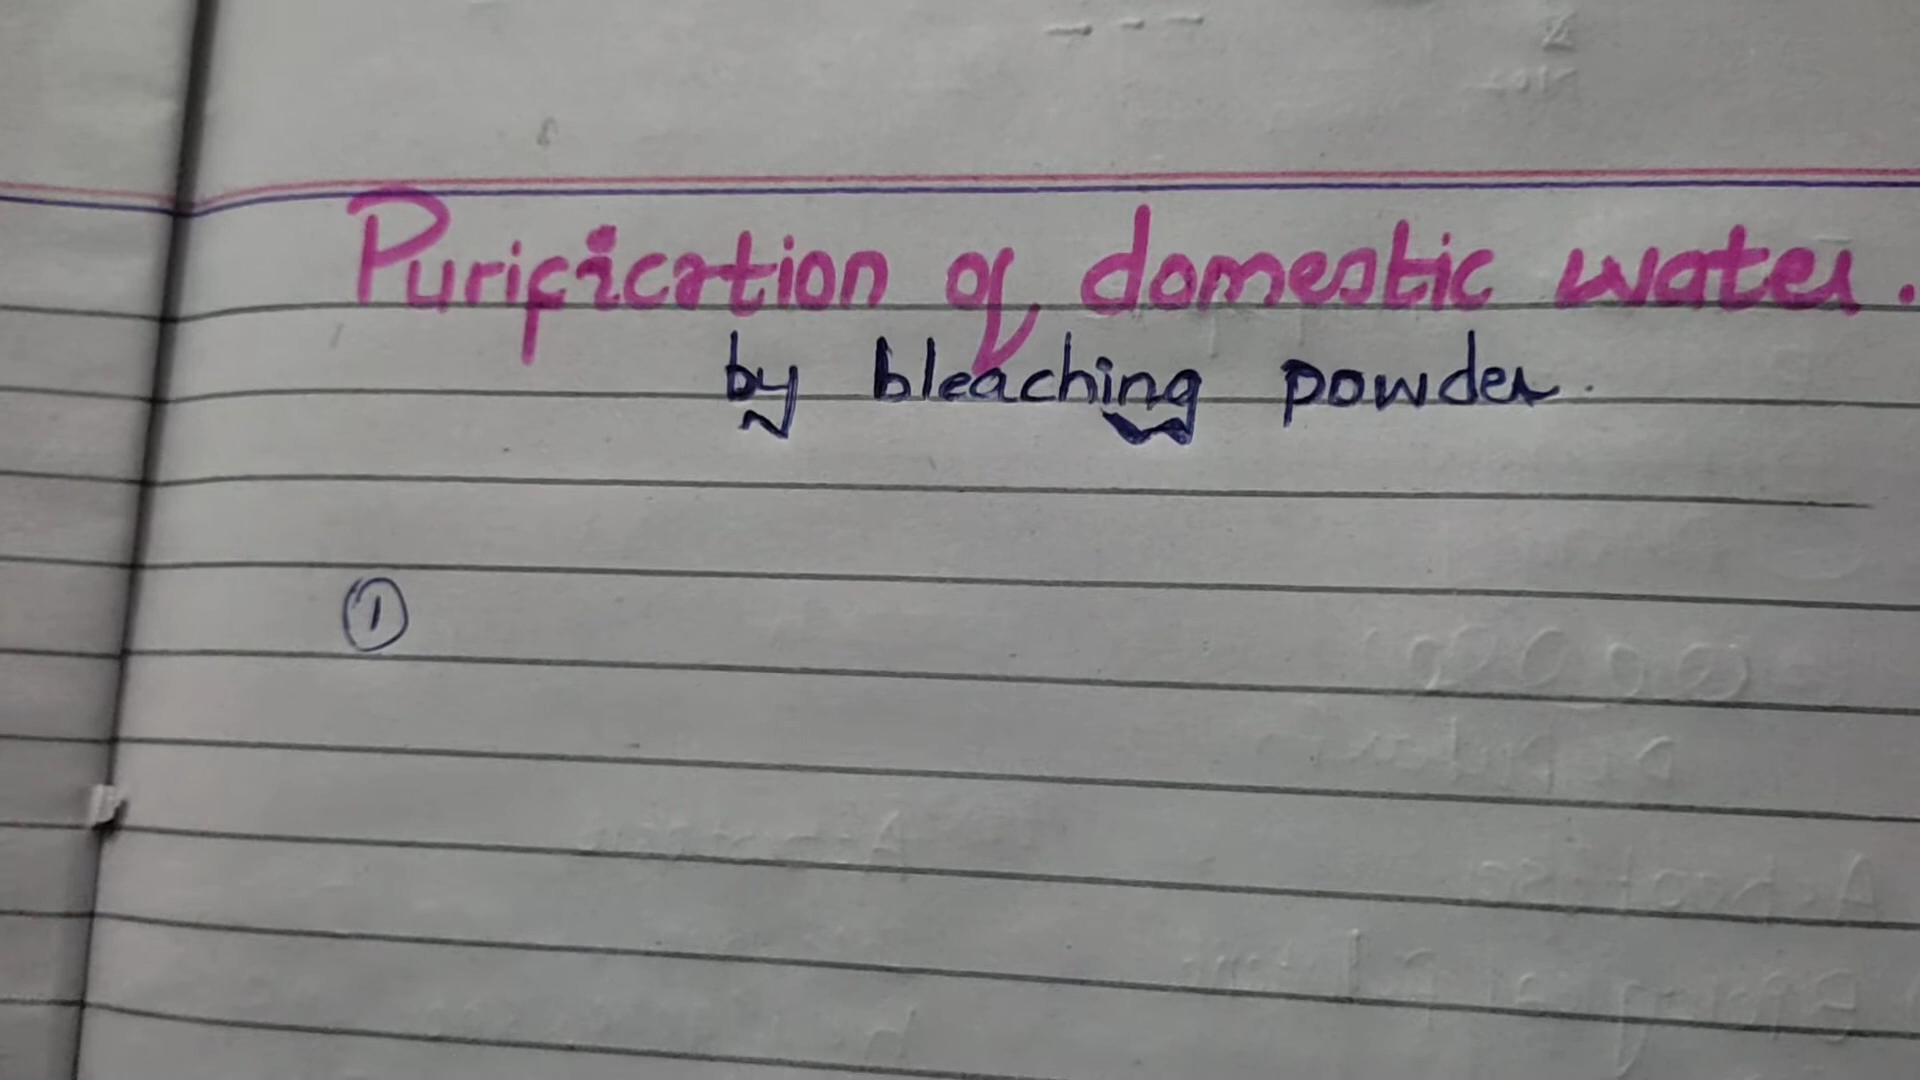 Purification of domestic water.
by bleaching powder.
①